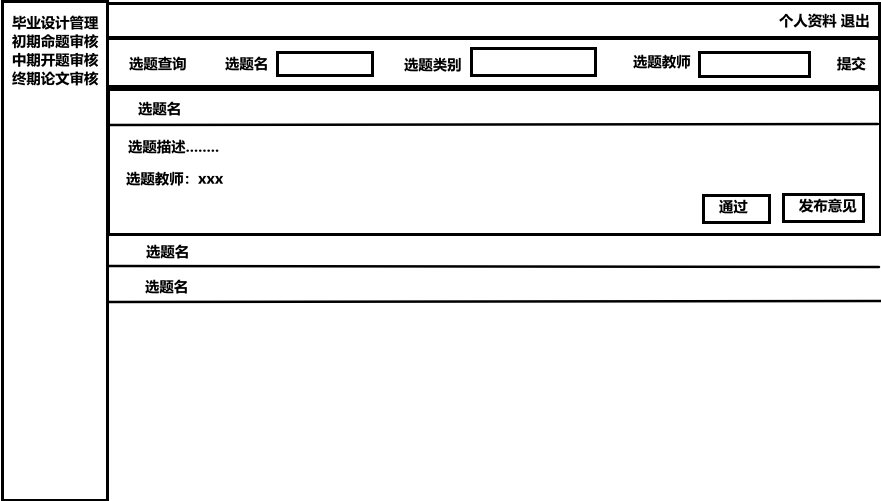 毕业设计管理
初期命题审核
中期开题审核
终期论文审核
个人资料 退出
选题查询 选题名 选题类别 选题教师 提交
选题名
选题描述........
选题教师：xxx
通过 发布意见
选题名
选题名